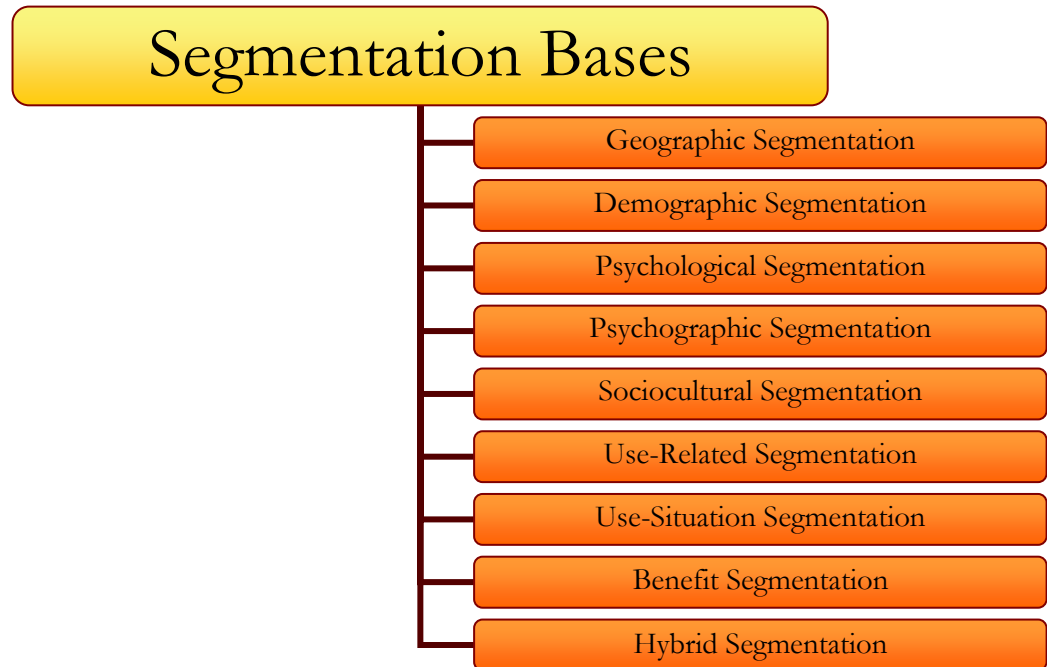 Segmentation Bases
Geographic Segmentation
Demographic Segmentation
Psychological Segmentation
Psychographic Segmentation
Sociocultural Segmentation
Use-Related Segmentation
Use-Situation Segmentation
Benefit Segmentation
Hybrid Segmentation